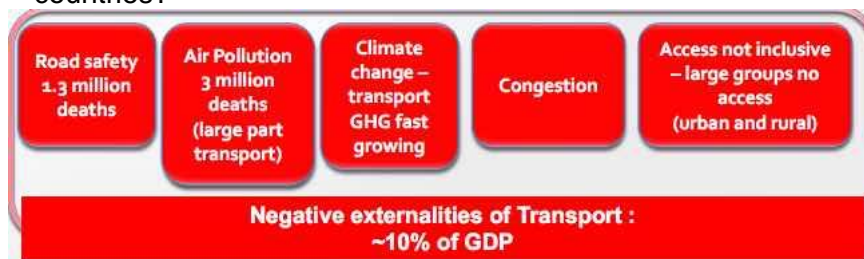 countries?
Road safety
1.3 million
deaths
Air Pollution
3 million
deaths
(large part
transport)
Climate
change –
transport
GHG fast
growing
Congestion
Access not inclusive
– large groups no
access
(urban and rural)
Negative externalities of Transport :
~10% of GDP